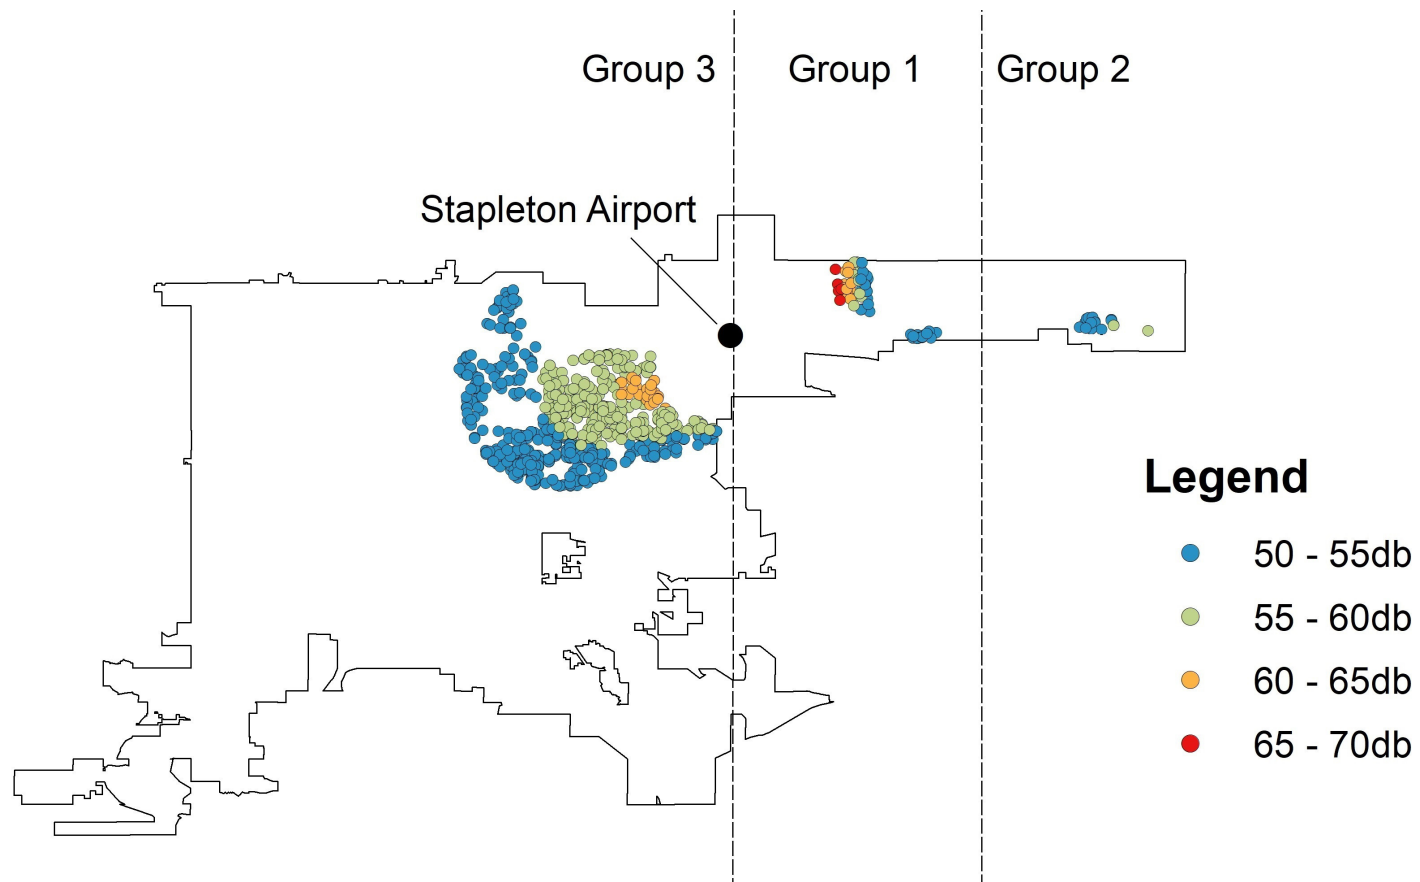 Group 3
Group 1
Group 2
Stapleton Airport
Legend
50 - 55db
55 - 60db
60 - 65db
65 - 70db